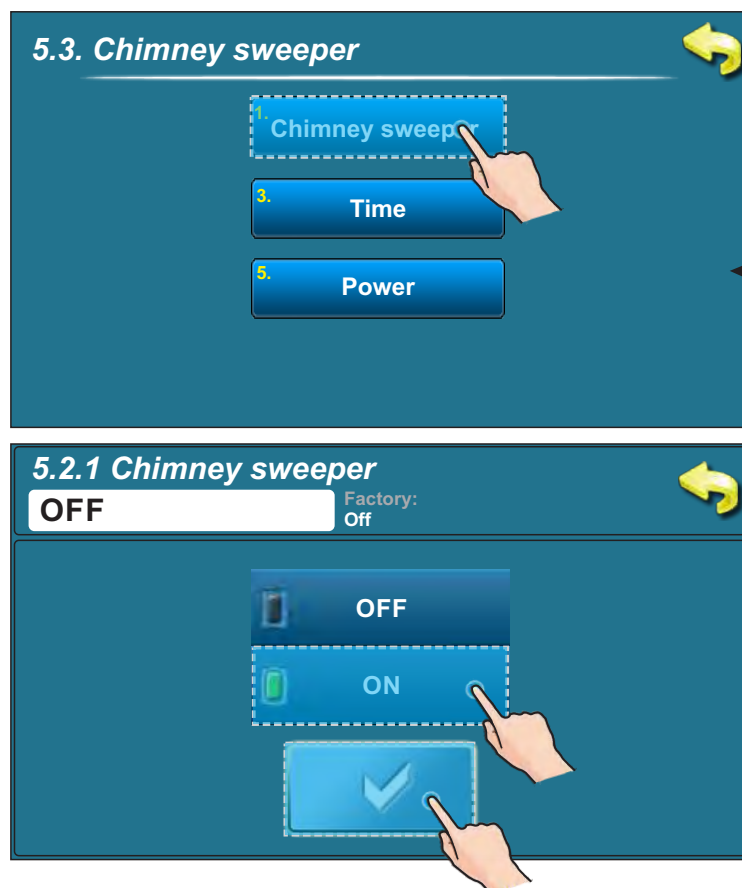 5.3. Chimney sweeper
1.
Chimney sweeper
3.
Time
5.
Power
5.2.1 Chimney sweeper
OFF
Factory:
Off
OFF
ON